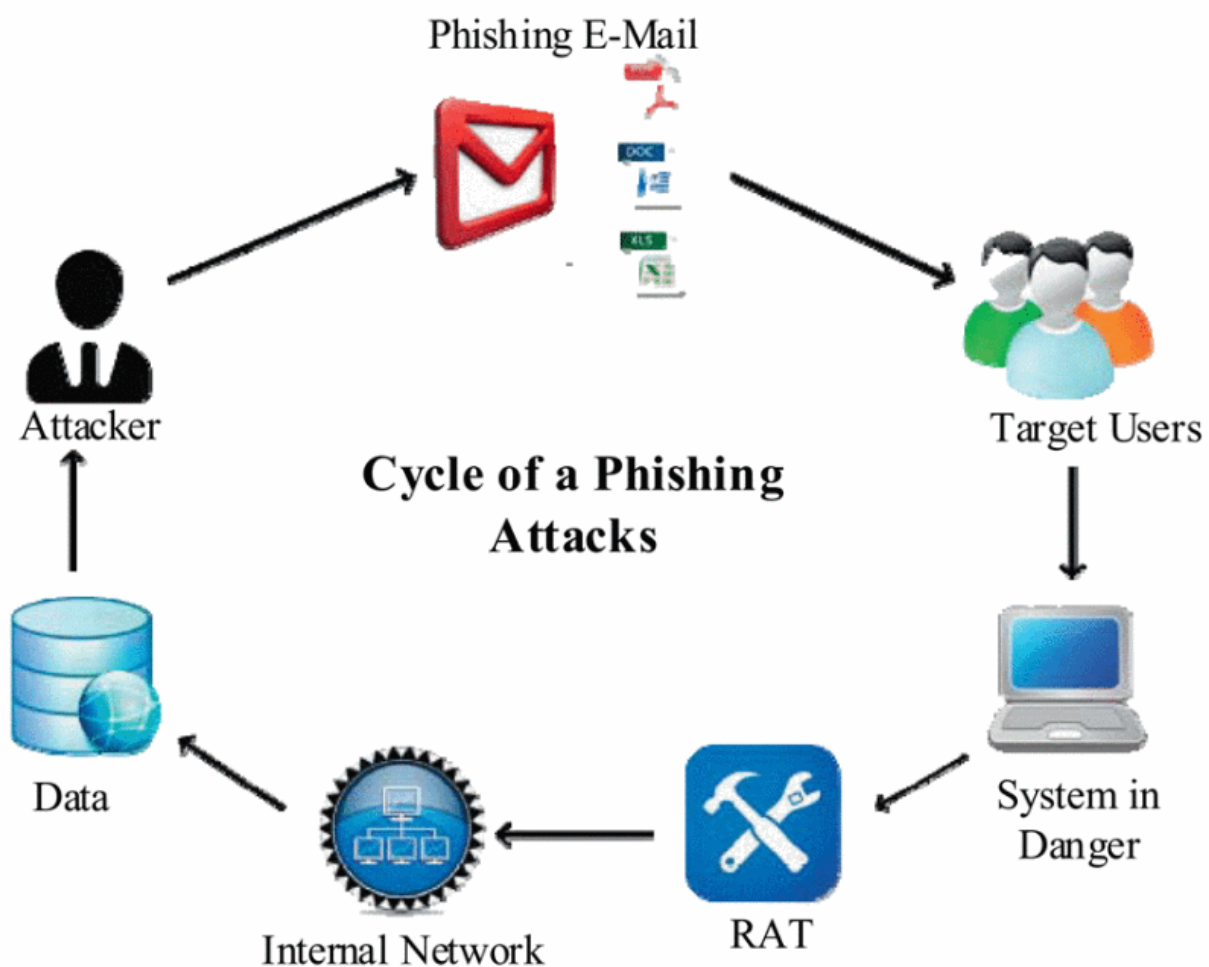 Phishing E-Mail
DOC
XLS
Attacker
Target Users
Cycle of a Phishing
Attacks
Data
System in
Danger
Internal Network
RAT